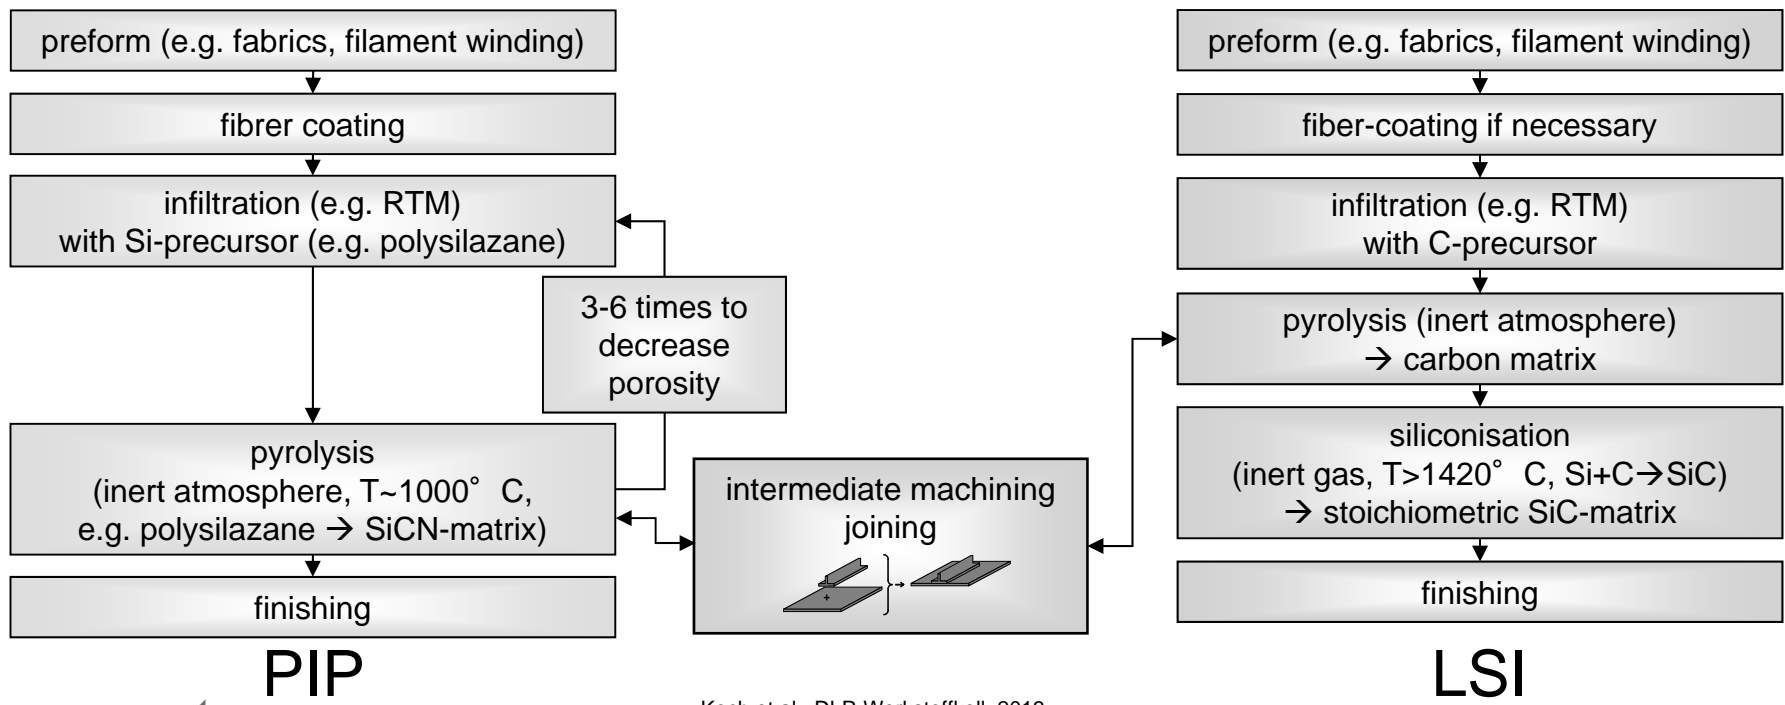 preform (e.g. fabrics, filament winding)
fibrer coating
infiltration (e.g. RTM)
with Si-precursor (e.g. polysilazane)
3-6 times to
decrease
porosity
pyrolysis
(inert atmosphere, T~1000° C,
e.g. polysilazane → SiCN-matrix)
finishing
PIP
intermediate machining
joining
preform (e.g. fabrics, filament winding)
fiber-coating if necessary
infiltration (e.g. RTM)
with C-precursor
pyrolysis (inert atmosphere)
→ carbon matrix
siliconisation
(inert gas, T>1420° C, Si+C→SiC)
→ stoichiometric SiC-matrix
finishing
LSI